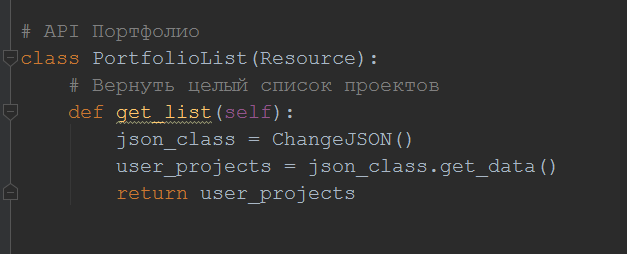 # API Портфолио
class PortfolioList(Resource):
# Вернуть целый список проектов
def get_list(self):
json_class = ChangeJSON()
user_projects = json_class.get_data()
return user_projects